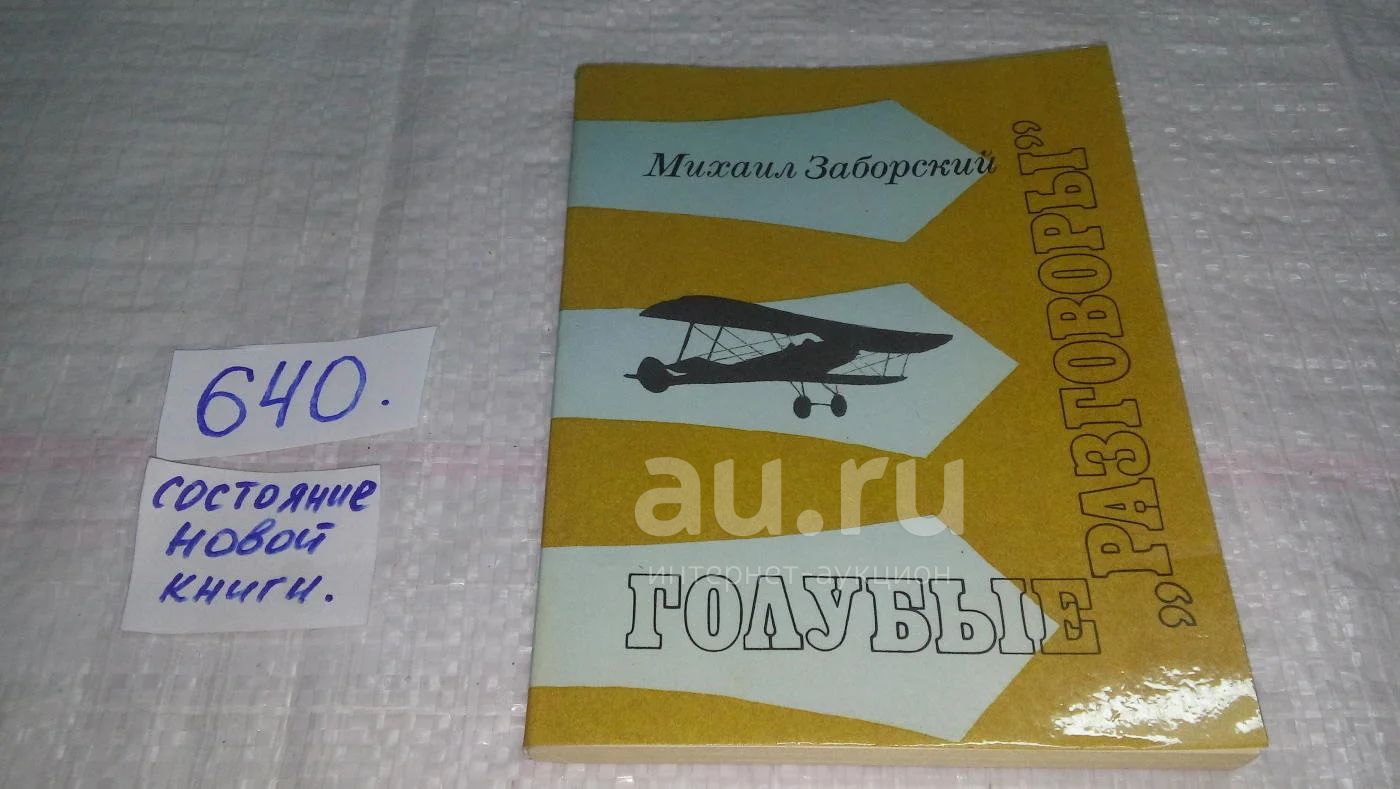 Михаил Заборский
ГОЛУБЫЕ
„РАЗГОВОРЫ”
640.
состояние
новой
книги.
au.ru
интернет-аукцион